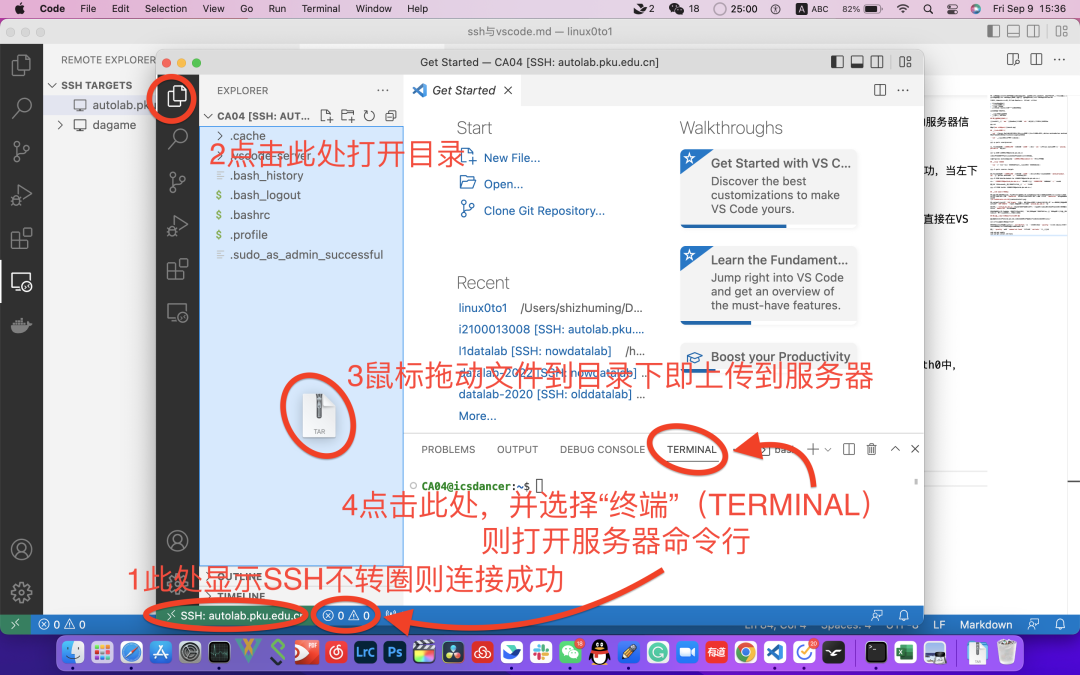 Code File Edit Selection View Go Run Terminal Window Help
2 18 25:00 A ABC 82% Fri Sep 9 15:36
ssh与vscode.md — linux0to1
REMOTE EXPLORER
SSH TARGETS
autolab.pk
dagame
Get Started — CA04 [SSH: autolab.pku.edu.cn]
EXPLORER
CA04 [SSH: AUT...
.cache
.vscode-server
.bash_history
$ .bash_logout
$ .bashrc
$ .profile
.sudo_as_admin_successful
2点击此处打开目录
TAR
OUTLINE
TIMELINE
Get Started
Start
New File...
Open...
Clone Git Repository...
Recent
linux0to1 /Users/shizhuming/D...
i2100013008 [SSH: autolab.pku....
l1datalab [SSH: nowdatalab] /h...
datalab-2022 [SSH: nowdatalab] ...
datalab-2020 [SSH: olddatalab] ...
More...
Walkthroughs
Get Started with VS C...
Discover the best
customizations to make
VS Code yours.
Learn the Fundament...
Jump right into VS Code
and get an overview of
the must-have features.
Boost your Productivity
3鼠标拖动文件到目录下即上传到服务器
PROBLEMS OUTPUT DEBUG CONSOLE TERMINAL bash
CA04@icsdancer:~$
4点击此处，并选择“终端”（TERMINAL）
则打开服务器命令行
1此处显示SSH不转圈则连接成功
SSH: autolab.pku.edu.cn 0 0
服务器信
功，当左下
直接在VS
th0中，
0 0
LF Markdown
LrC Ps
有道